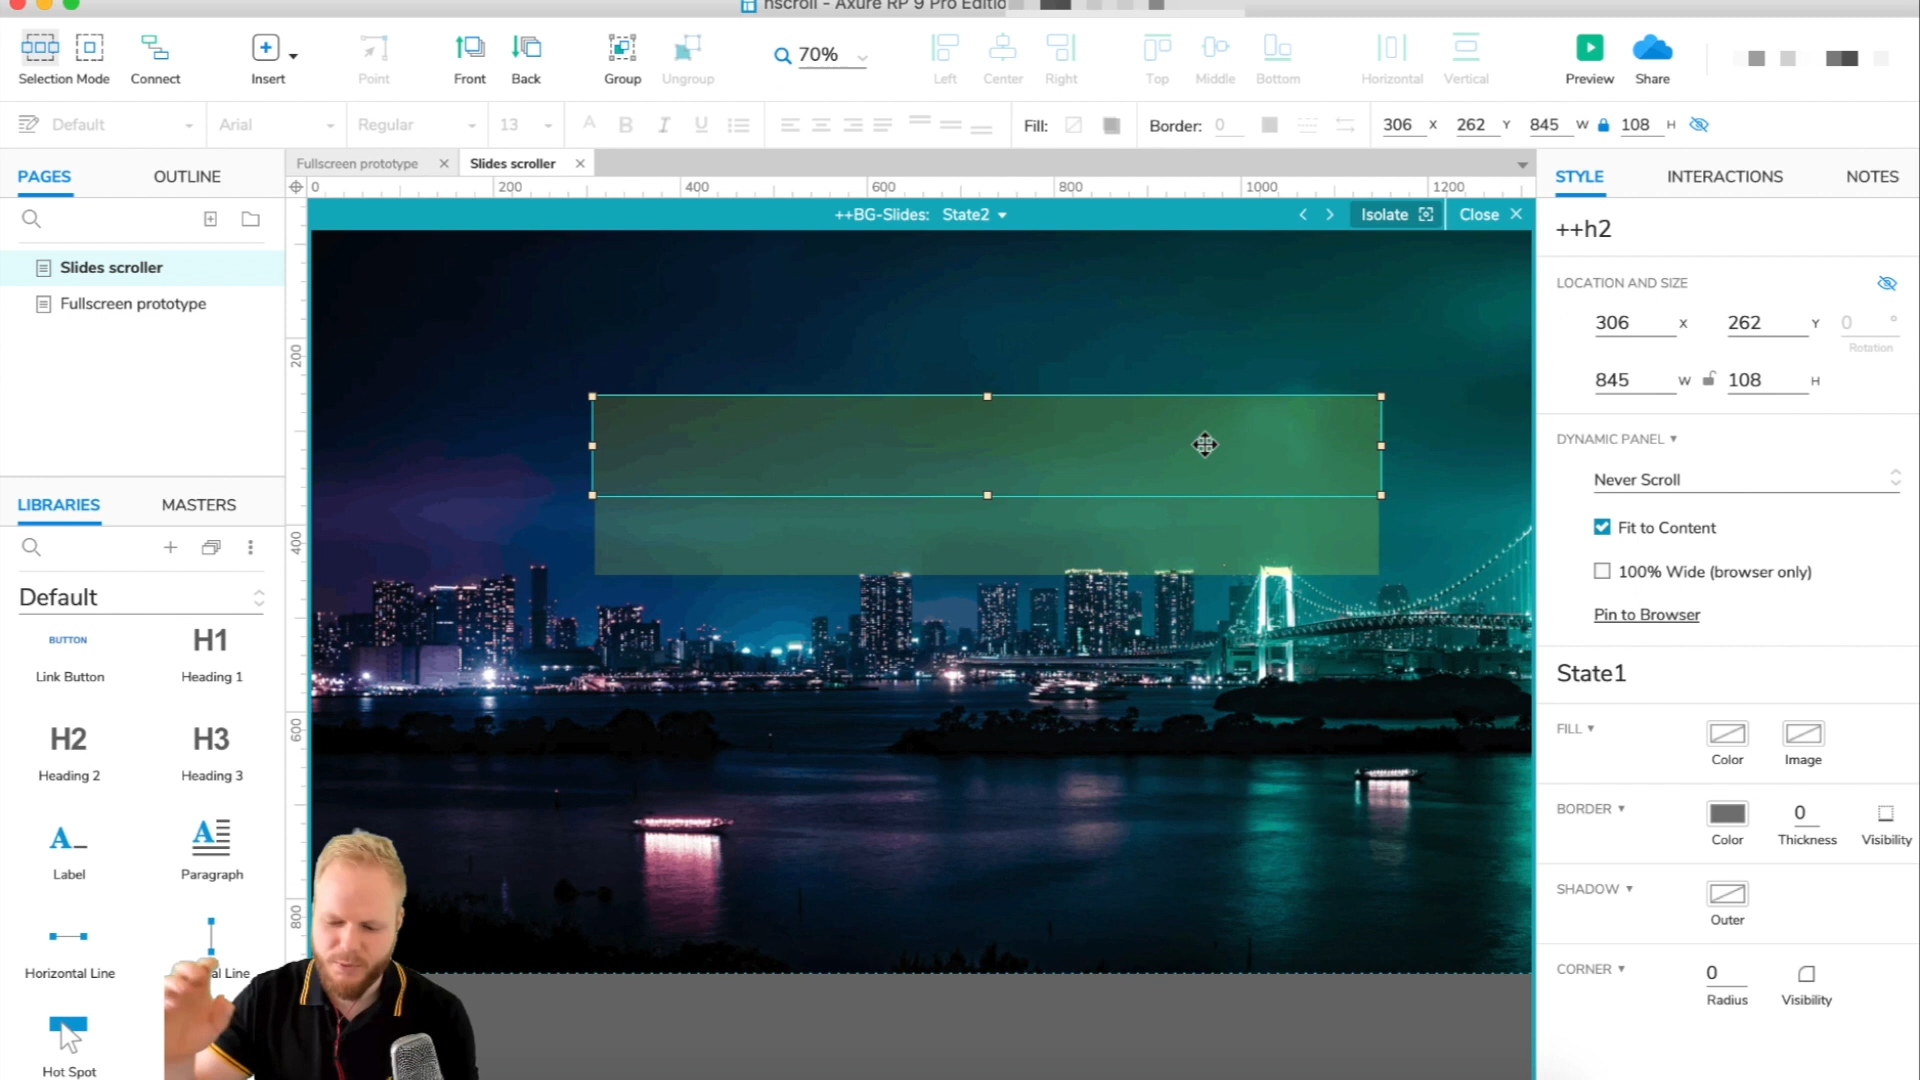 hscroll - Axure RP 9 Pro Editio
Selection Mode
Connect
Insert
Point
Front
Back
Group
Ungroup
70%
Left
Center
Right
Top
Middle
Bottom
Horizontal
Vertical
Preview
Share
Default
Arial
Regular
13
Fill:
Border: 0
306 X 262 Y 845 W 108 H
PAGES
OUTLINE
Slides scroller
Fullscreen prototype
LIBRARIES
MASTERS
Default
BUTTON
Link Button
H1
Heading 1
H2
Heading 2
H3
Heading 3
A
Label
A
Paragraph
Horizontal Line
al Line
Hot Spot
Fullscreen prototype
Slides scroller
0 200 400 600 800 1000 1200
200
400
600
800
++BG-Slides: State2
Isolate
Close
STYLE
INTERACTIONS
NOTES
++h2
LOCATION AND SIZE
306 X 262 Y 0 °
Rotation
845 W 108 H
DYNAMIC PANEL
Never Scroll
Fit to Content
100% Wide (browser only)
Pin to Browser
State1
FILL
Color
Image
BORDER
Color
0
Thickness
Visibility
SHADOW
Outer
CORNER
0
Radius
Visibility